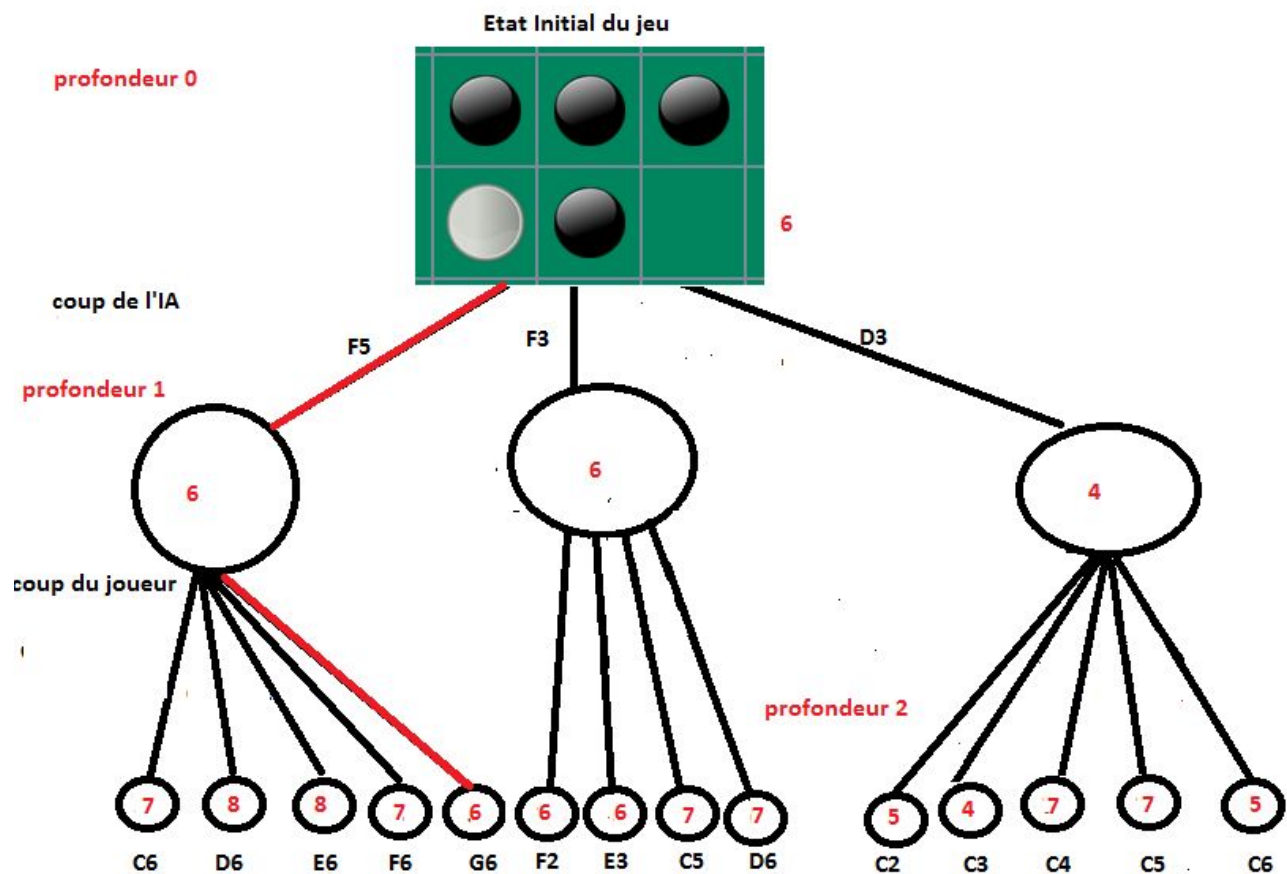 Etat Initial du jeu
profondeur 0
6
coup de l'IA
F5 F3 D3
profondeur 1
6 6 4
coup du joueur
profondeur 2
7 8 8 7 6 6 6 7 7 5 4 7 7 5
C6 D6 E6 F6 G6 F2 E3 C5 D6 C2 C3 C4 C5 C6